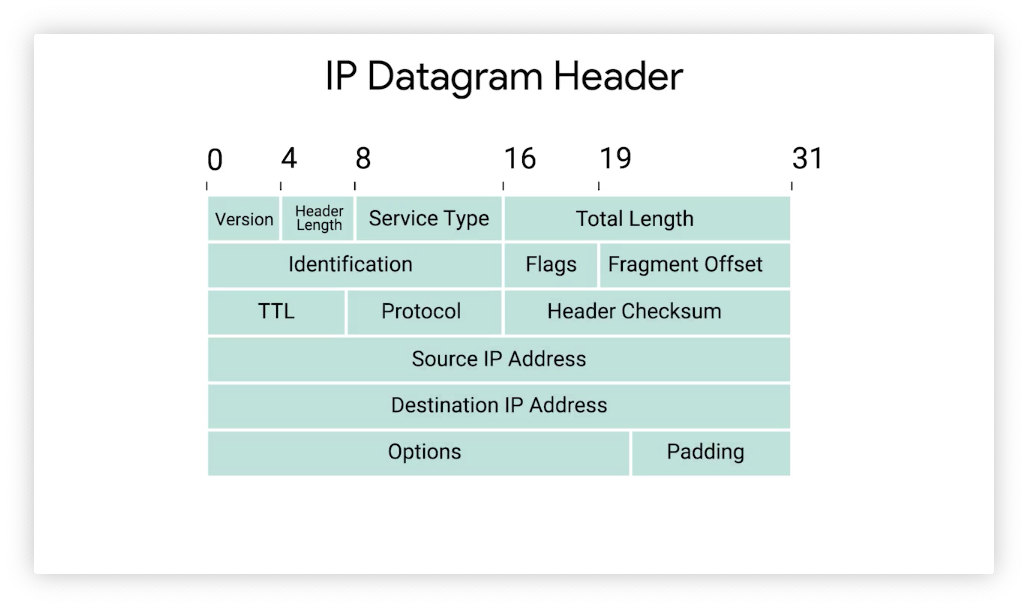 IP Datagram Header
0 4 8 16 19 31
Version Header Length Service Type Total Length
Identification Flags Fragment Offset
TTL Protocol Header Checksum
Source IP Address
Destination IP Address
Options Padding